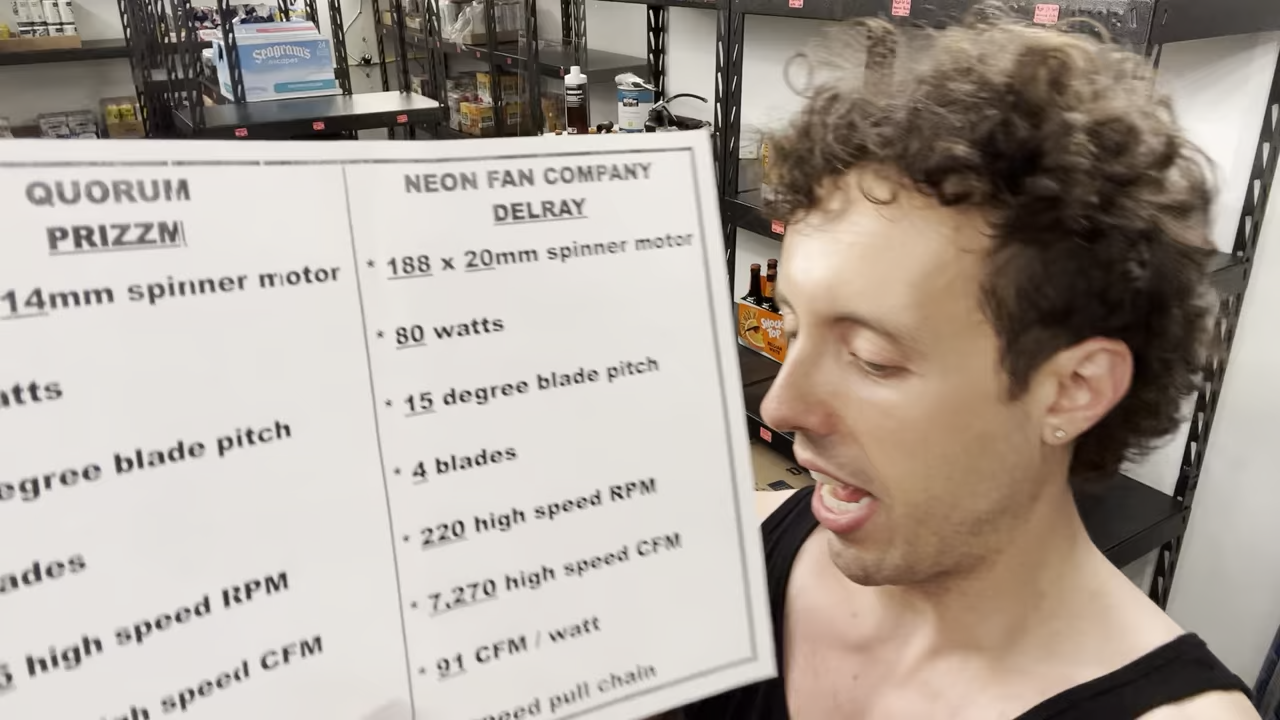 Seagram's
QUORUM
PRIZZM
14mm spinner motor
atts
egree blade pitch
ades
high speed RPM
gh speed CFM
NEON FAN COMPANY
DELRAY
* 188 x 20mm spinner motor
* 80 watts
* 15 degree blade pitch
* 4 blades
* 220 high speed RPM
* 7,270 high speed CFM
* 91 CFM / watt
peed pull chain
SHOCK
TOP